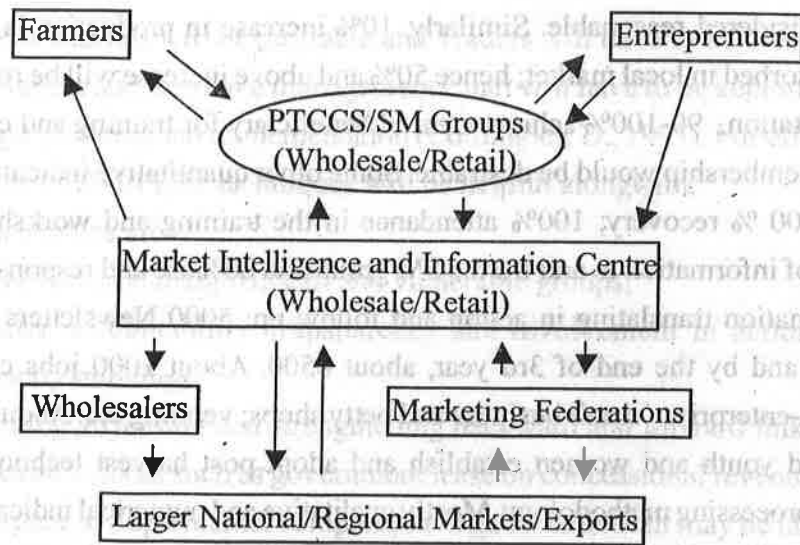 Farmers
Entreprenuers
PTCCS/SM Groups
(Wholesale/Retail)
Market Intelligence and Information Centre
(Wholesale/Retail)
Wholesalers
Marketing Federations
Larger National/Regional Markets/Exports